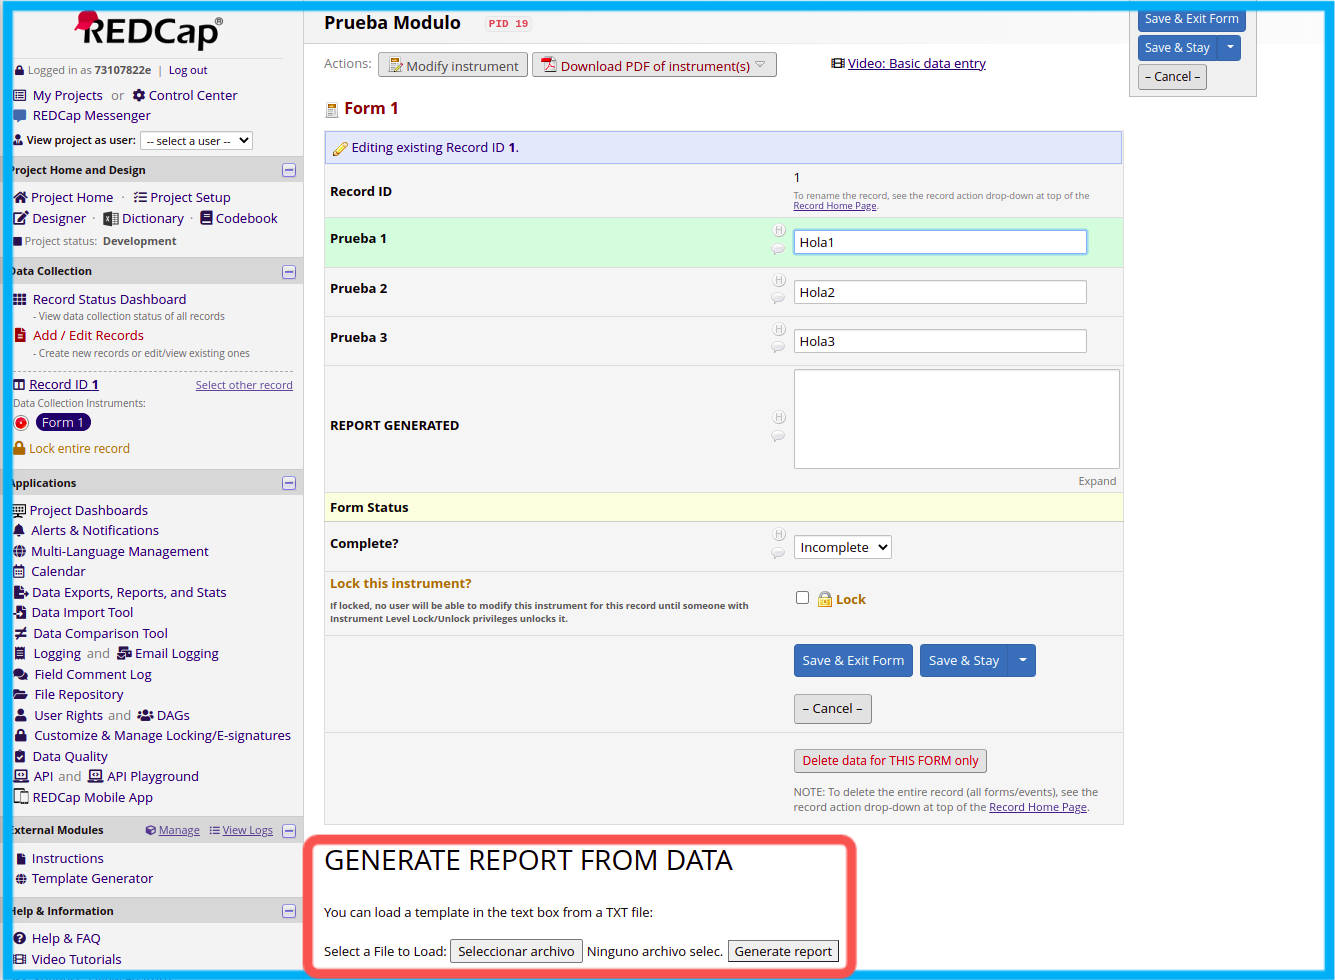 REDCap®
Logged in as 73107822e | Log out
My Projects or Control Center
REDCap Messenger
View project as user: -- select a user --
Project Home and Design
Project Home · Project Setup
Designer · Dictionary · Codebook
Project status: Development
Data Collection
Record Status Dashboard
- View data collection status of all records
Add / Edit Records
- Create new records or edit/view existing ones
Record ID 1 Select other record
Data Collection Instruments:
Form 1
Lock entire record
Applications
Project Dashboards
Alerts & Notifications
Multi-Language Management
Calendar
Data Exports, Reports, and Stats
Data Import Tool
Data Comparison Tool
Logging and Email Logging
Field Comment Log
File Repository
User Rights and DAGs
Customize & Manage Locking/E-signatures
Data Quality
API and API Playground
REDCap Mobile App
External Modules Manage View Logs
Instructions
Template Generator
Help & Information
Help & FAQ
Video Tutorials
Prueba Modulo PID 19
Actions: Modify instrument Download PDF of instrument(s) Video: Basic data entry
Save & Exit Form
Save & Stay
– Cancel –
Form 1
Editing existing Record ID 1.
Record ID 1
To rename the record, see the record action drop-down at top of the
Record Home Page.
Prueba 1 H Hola1
Prueba 2 H Hola2
Prueba 3 H Hola3
REPORT GENERATED H
Expand
Form Status
Complete? H Incomplete
Lock this instrument?
If locked, no user will be able to modify this instrument for this record until someone with
Instrument Level Lock/Unlock privileges unlocks it.
Lock
Save & Exit Form Save & Stay
– Cancel –
Delete data for THIS FORM only
NOTE: To delete the entire record (all forms/events), see the
record action drop-down at top of the Record Home Page.
GENERATE REPORT FROM DATA
You can load a template in the text box from a TXT file:
Select a File to Load: Seleccionar archivo Ninguno archivo selec. Generate report